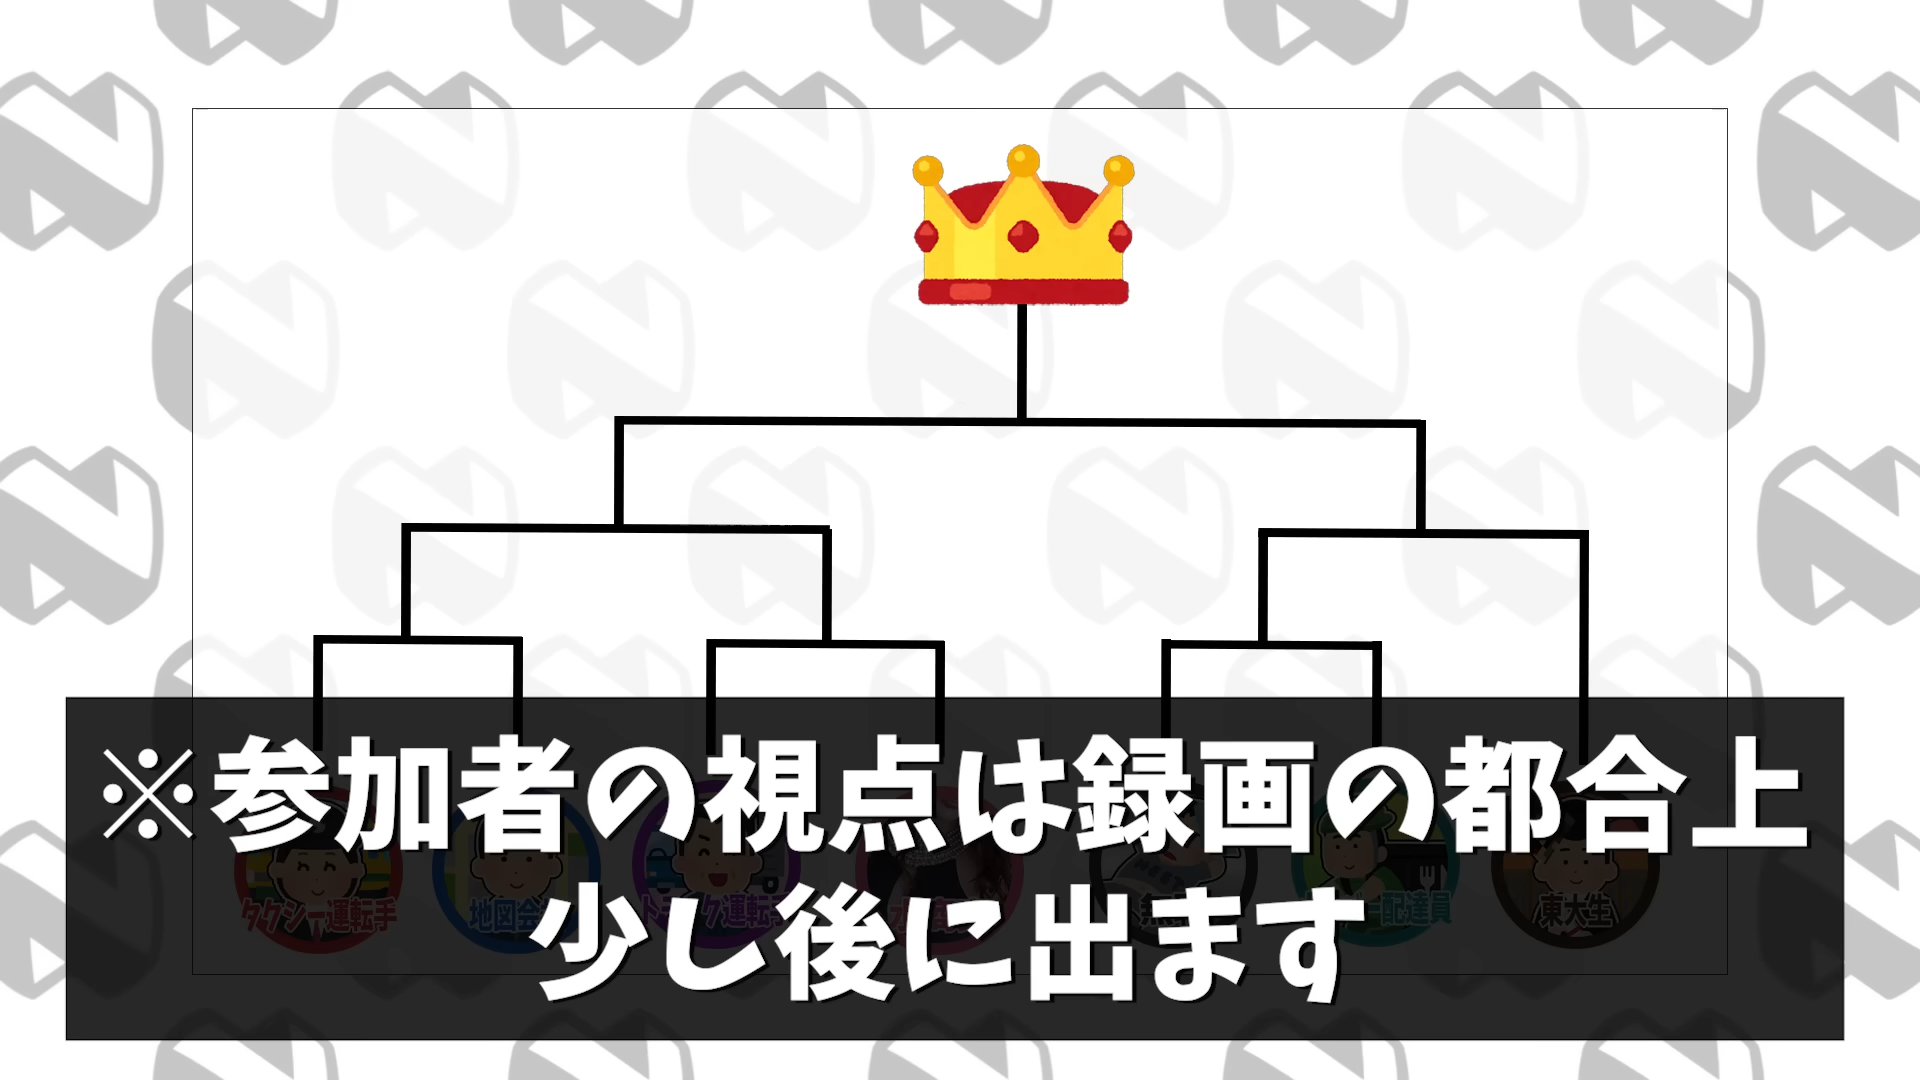 ※参加者の視点は録画の都合上
少し後に出ます
タクシー運転手
東大生